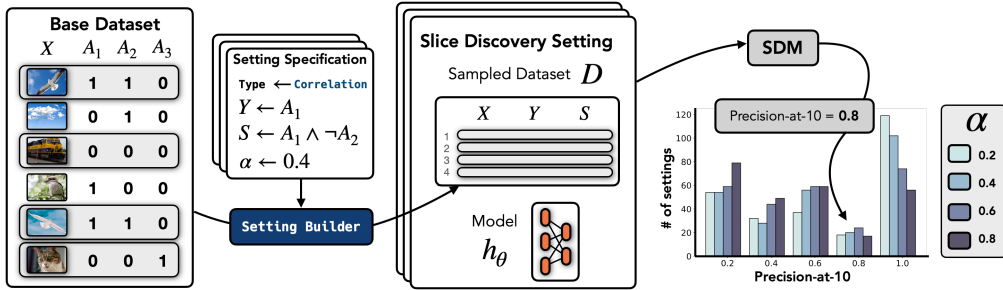 Base Dataset
X A1 A2 A3
1 1 0
0 1 0
0 0 0
1 0 0
1 1 0
0 0 1
Setting Specification
Type ← Correlation
Y ← A1
S ← A1 ∧ ¬A2
α ← 0.4
Setting Builder
Slice Discovery Setting
Sampled Dataset D
X Y S
1
2
3
4
Model
hθ
SDM
Precision-at-10 = 0.8
# of settings
120
100
80
60
40
20
0
0.2 0.4 0.6 0.8 1.0
Precision-at-10
α
0.2
0.4
0.6
0.8